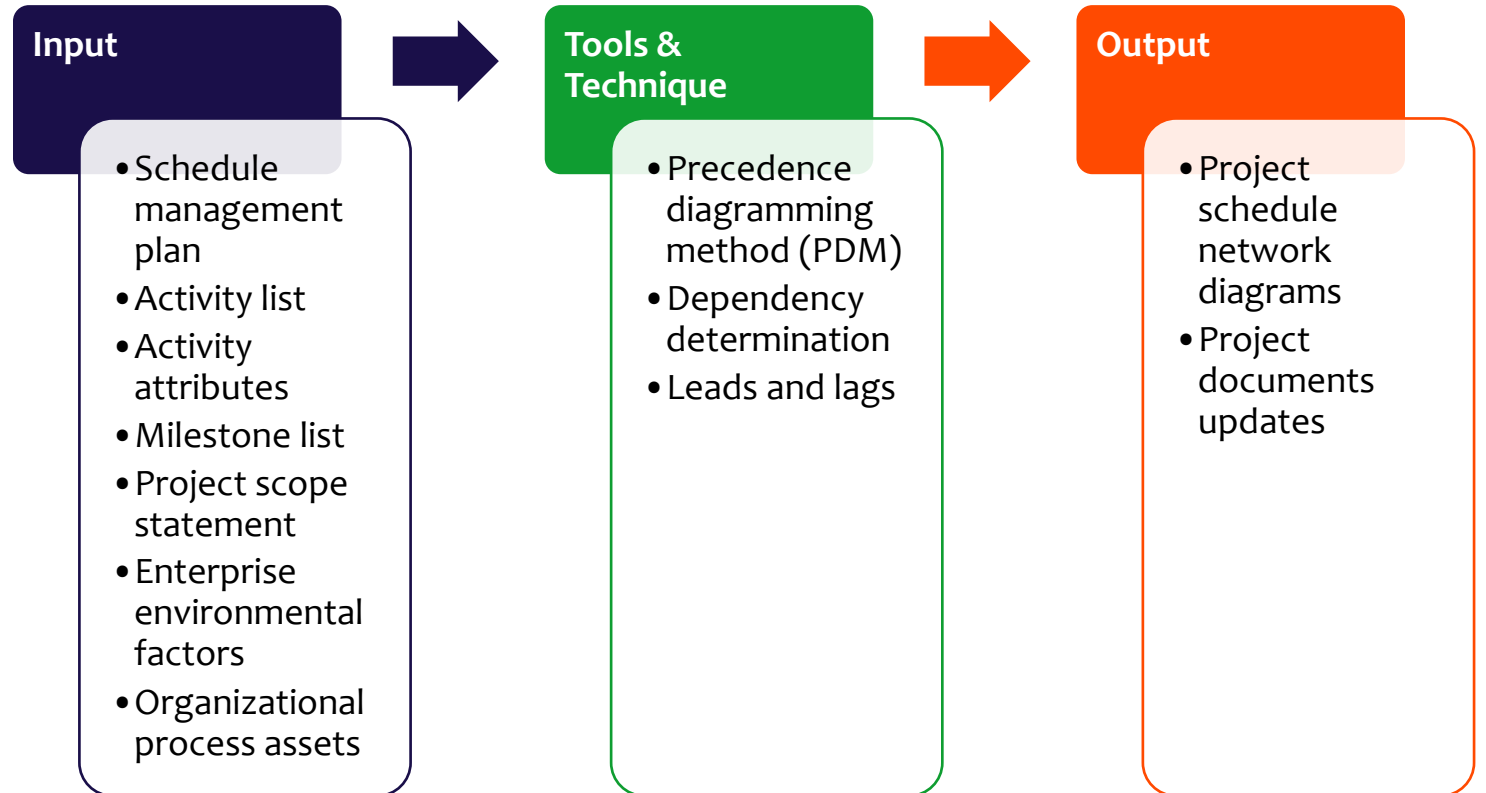 Input
• Schedule
management
plan
• Activity list
• Activity
attributes
• Milestone list
• Project scope
statement
• Enterprise
environmental
factors
• Organizational
process assets
Tools &
Technique
• Precedence
diagramming
method (PDM)
• Dependency
determination
• Leads and lags
Output
• Project
schedule
network
diagrams
• Project
documents
updates